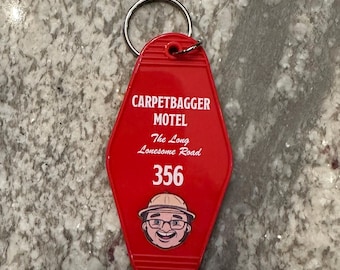 CARPETBAGGER
MOTEL
The Long
Lonesome Road
356